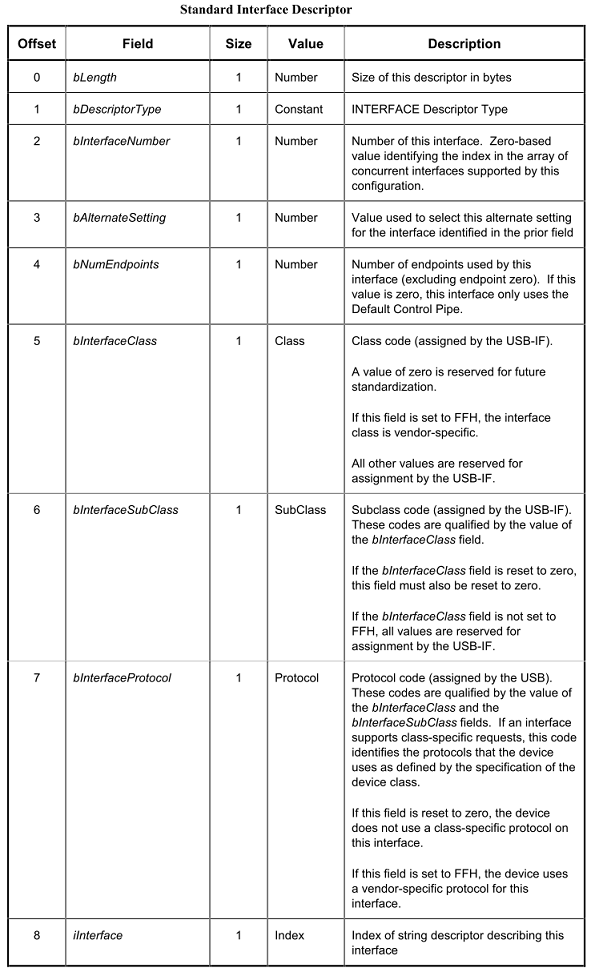 Standard Interface Descriptor
Offset Field Size Value Description
0 bLength 1 Number Size of this descriptor in bytes
1 bDescriptorType 1 Constant INTERFACE Descriptor Type
2 bInterfaceNumber 1 Number Number of this interface. Zero-based
value identifying the index in the array of
concurrent interfaces supported by this
configuration.
3 bAlternateSetting 1 Number Value used to select this alternate setting
for the interface identified in the prior field
4 bNumEndpoints 1 Number Number of endpoints used by this
interface (excluding endpoint zero). If this
value is zero, this interface only uses the
Default Control Pipe.
5 bInterfaceClass 1 Class Class code (assigned by the USB-IF).
A value of zero is reserved for future
standardization.
If this field is set to FFH, the interface
class is vendor-specific.
All other values are reserved for
assignment by the USB-IF.
6 bInterfaceSubClass 1 SubClass Subclass code (assigned by the USB-IF).
These codes are qualified by the value of
the bInterfaceClass field.
If the bInterfaceClass field is reset to zero,
this field must also be reset to zero.
If the bInterfaceClass field is not set to
FFH, all values are reserved for
assignment by the USB-IF.
7 bInterfaceProtocol 1 Protocol Protocol code (assigned by the USB).
These codes are qualified by the value of
the bInterfaceClass and the
bInterfaceSubClass fields. If an interface
supports class-specific requests, this code
identifies the protocols that the device
uses as defined by the specification of the
device class.
If this field is reset to zero, the device
does not use a class-specific protocol on
this interface.
If this field is set to FFH, the device uses
a vendor-specific protocol for this
interface.
8 iInterface 1 Index Index of string descriptor describing this
interface